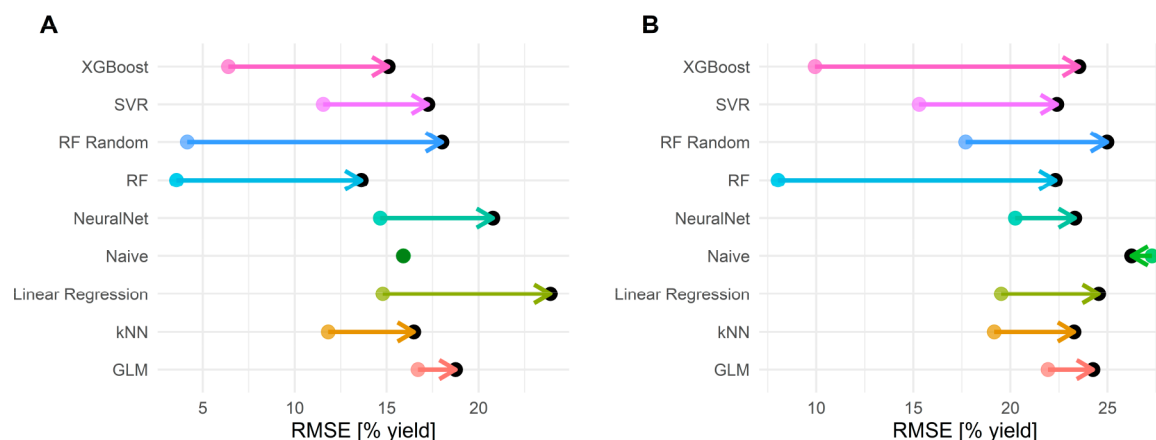 A
XGBoost
SVR
RF Random
RF
NeuralNet
Naive
Linear Regression
kNN
GLM
5 10 15 20
RMSE [% yield]
B
XGBoost
SVR
RF Random
RF
NeuralNet
Naive
Linear Regression
kNN
GLM
10 15 20 25
RMSE [% yield]